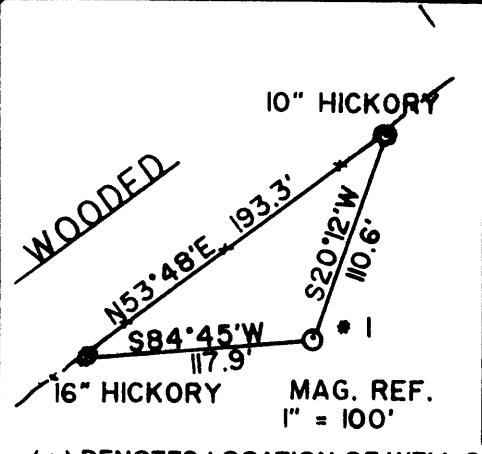 10" HICKORY
WOODED
N53°48'E 193.3'
S20°12'W
110.6'
S84°45'W
117.9'
# 1
16" HICKORY
MAG. REF.
1" = 100'